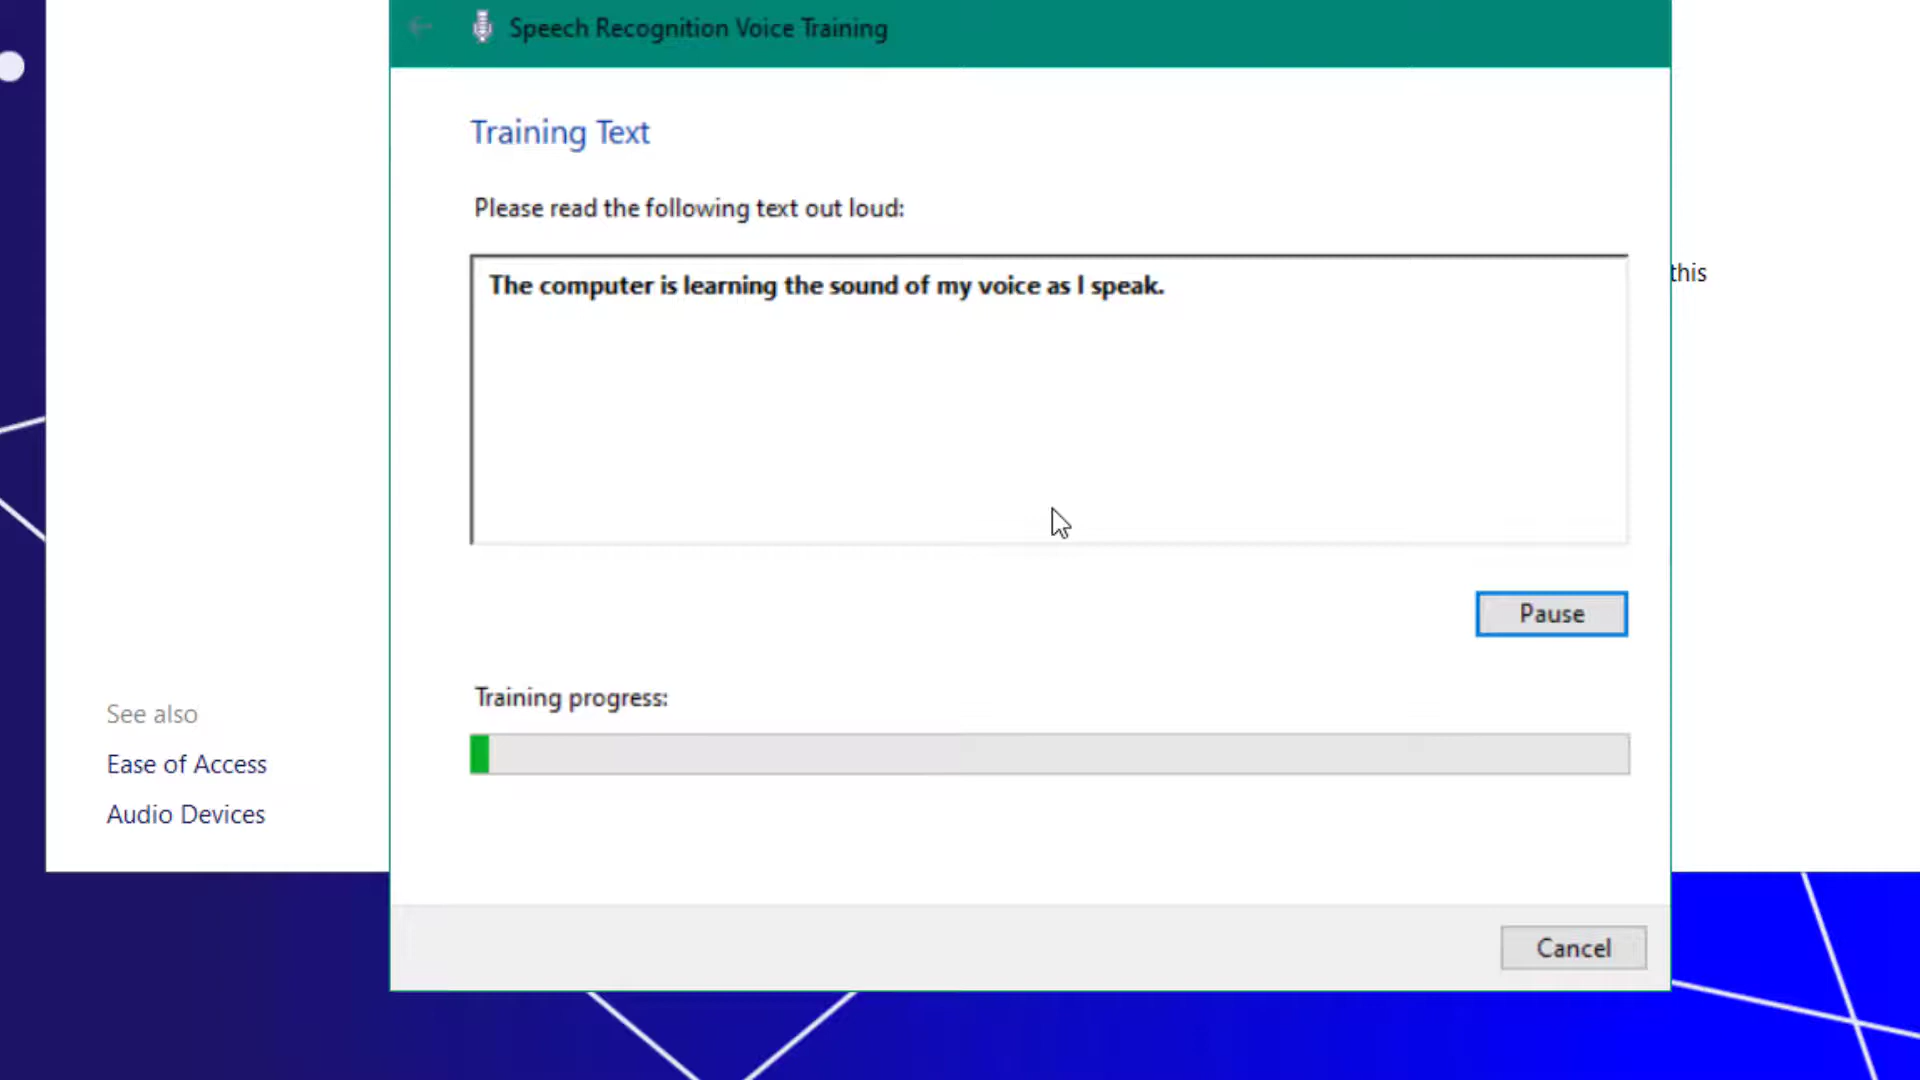 Speech Recognition Voice Training
Training Text
Please read the following text out loud:
The computer is learning the sound of my voice as I speak.
this
Pause
Training progress:
See also
Ease of Access
Audio Devices
Cancel